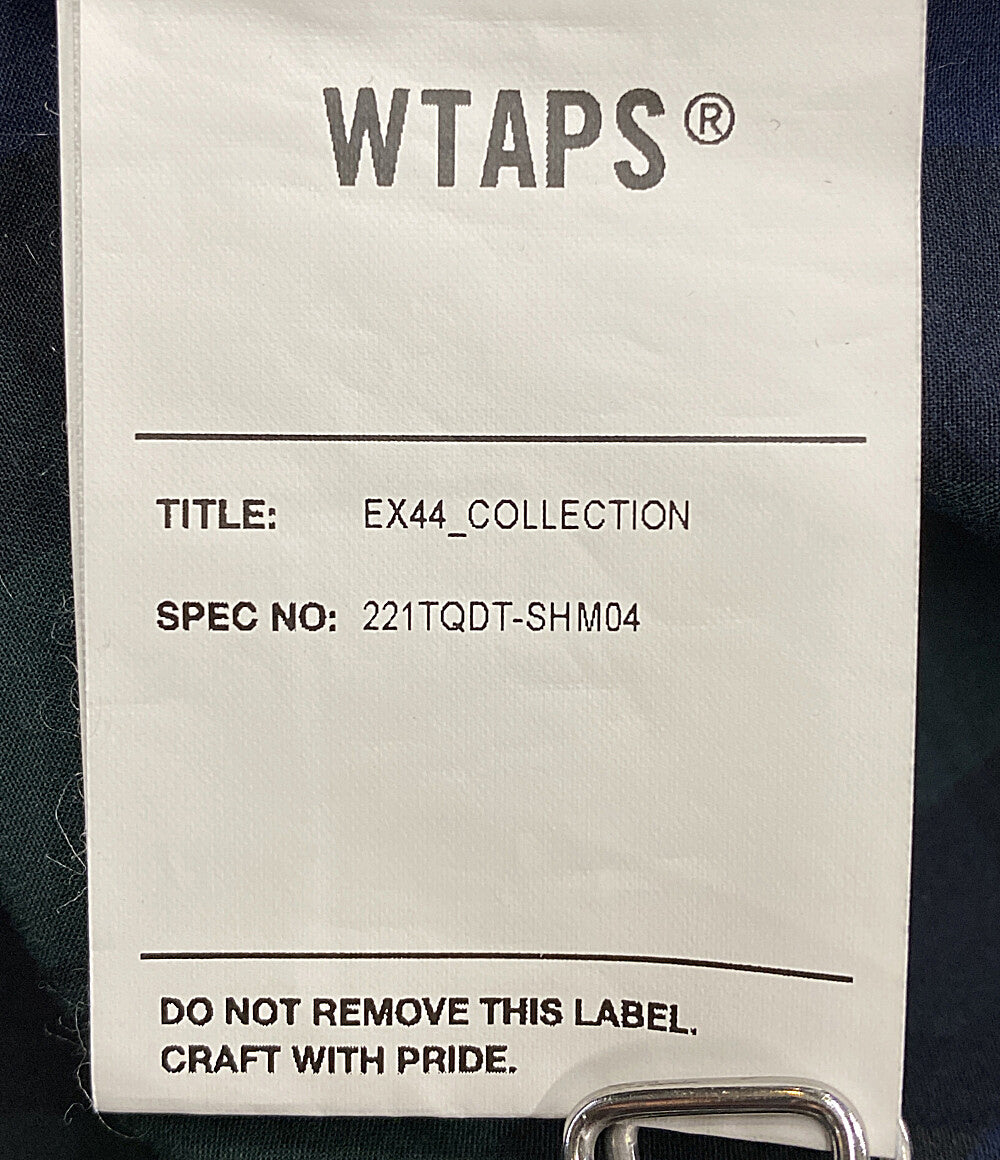 WTAPS®
TITLE: EX44_COLLECTION
SPEC NO: 221TQDT-SHM04
DO NOT REMOVE THIS LABEL.
CRAFT WITH PRIDE.